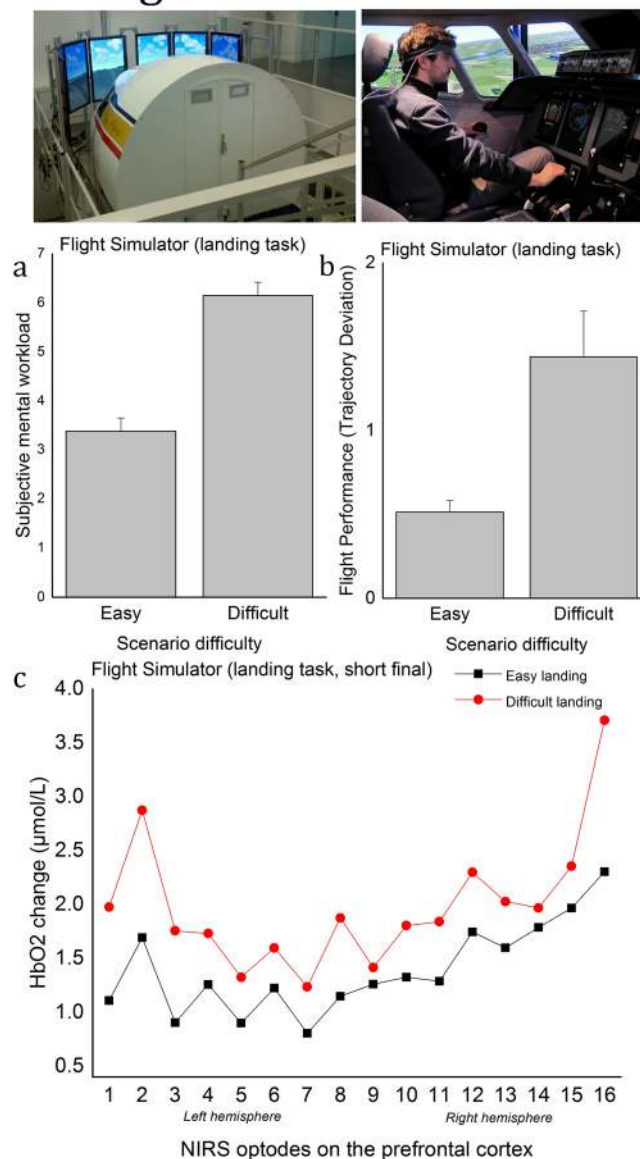 a
Flight Simulator (landing task)
Subjective mental workload
7
6
5
4
3
2
1
0
Easy
Difficult
Scenario difficulty
b
Flight Simulator (landing task)
Flight Performance (Trajectory Deviation)
2
1
0
Easy
Difficult
Scenario difficulty
c
Flight Simulator (landing task, short final)
Easy landing
Difficult landing
HbO2 change (μmol/L)
4.0
3.5
3.0
2.5
2.0
1.5
1.0
0.5
1 2 3 4 5 6 7 8 9 10 11 12 13 14 15 16
Left hemisphere
Right hemisphere
NIRS optodes on the prefrontal cortex